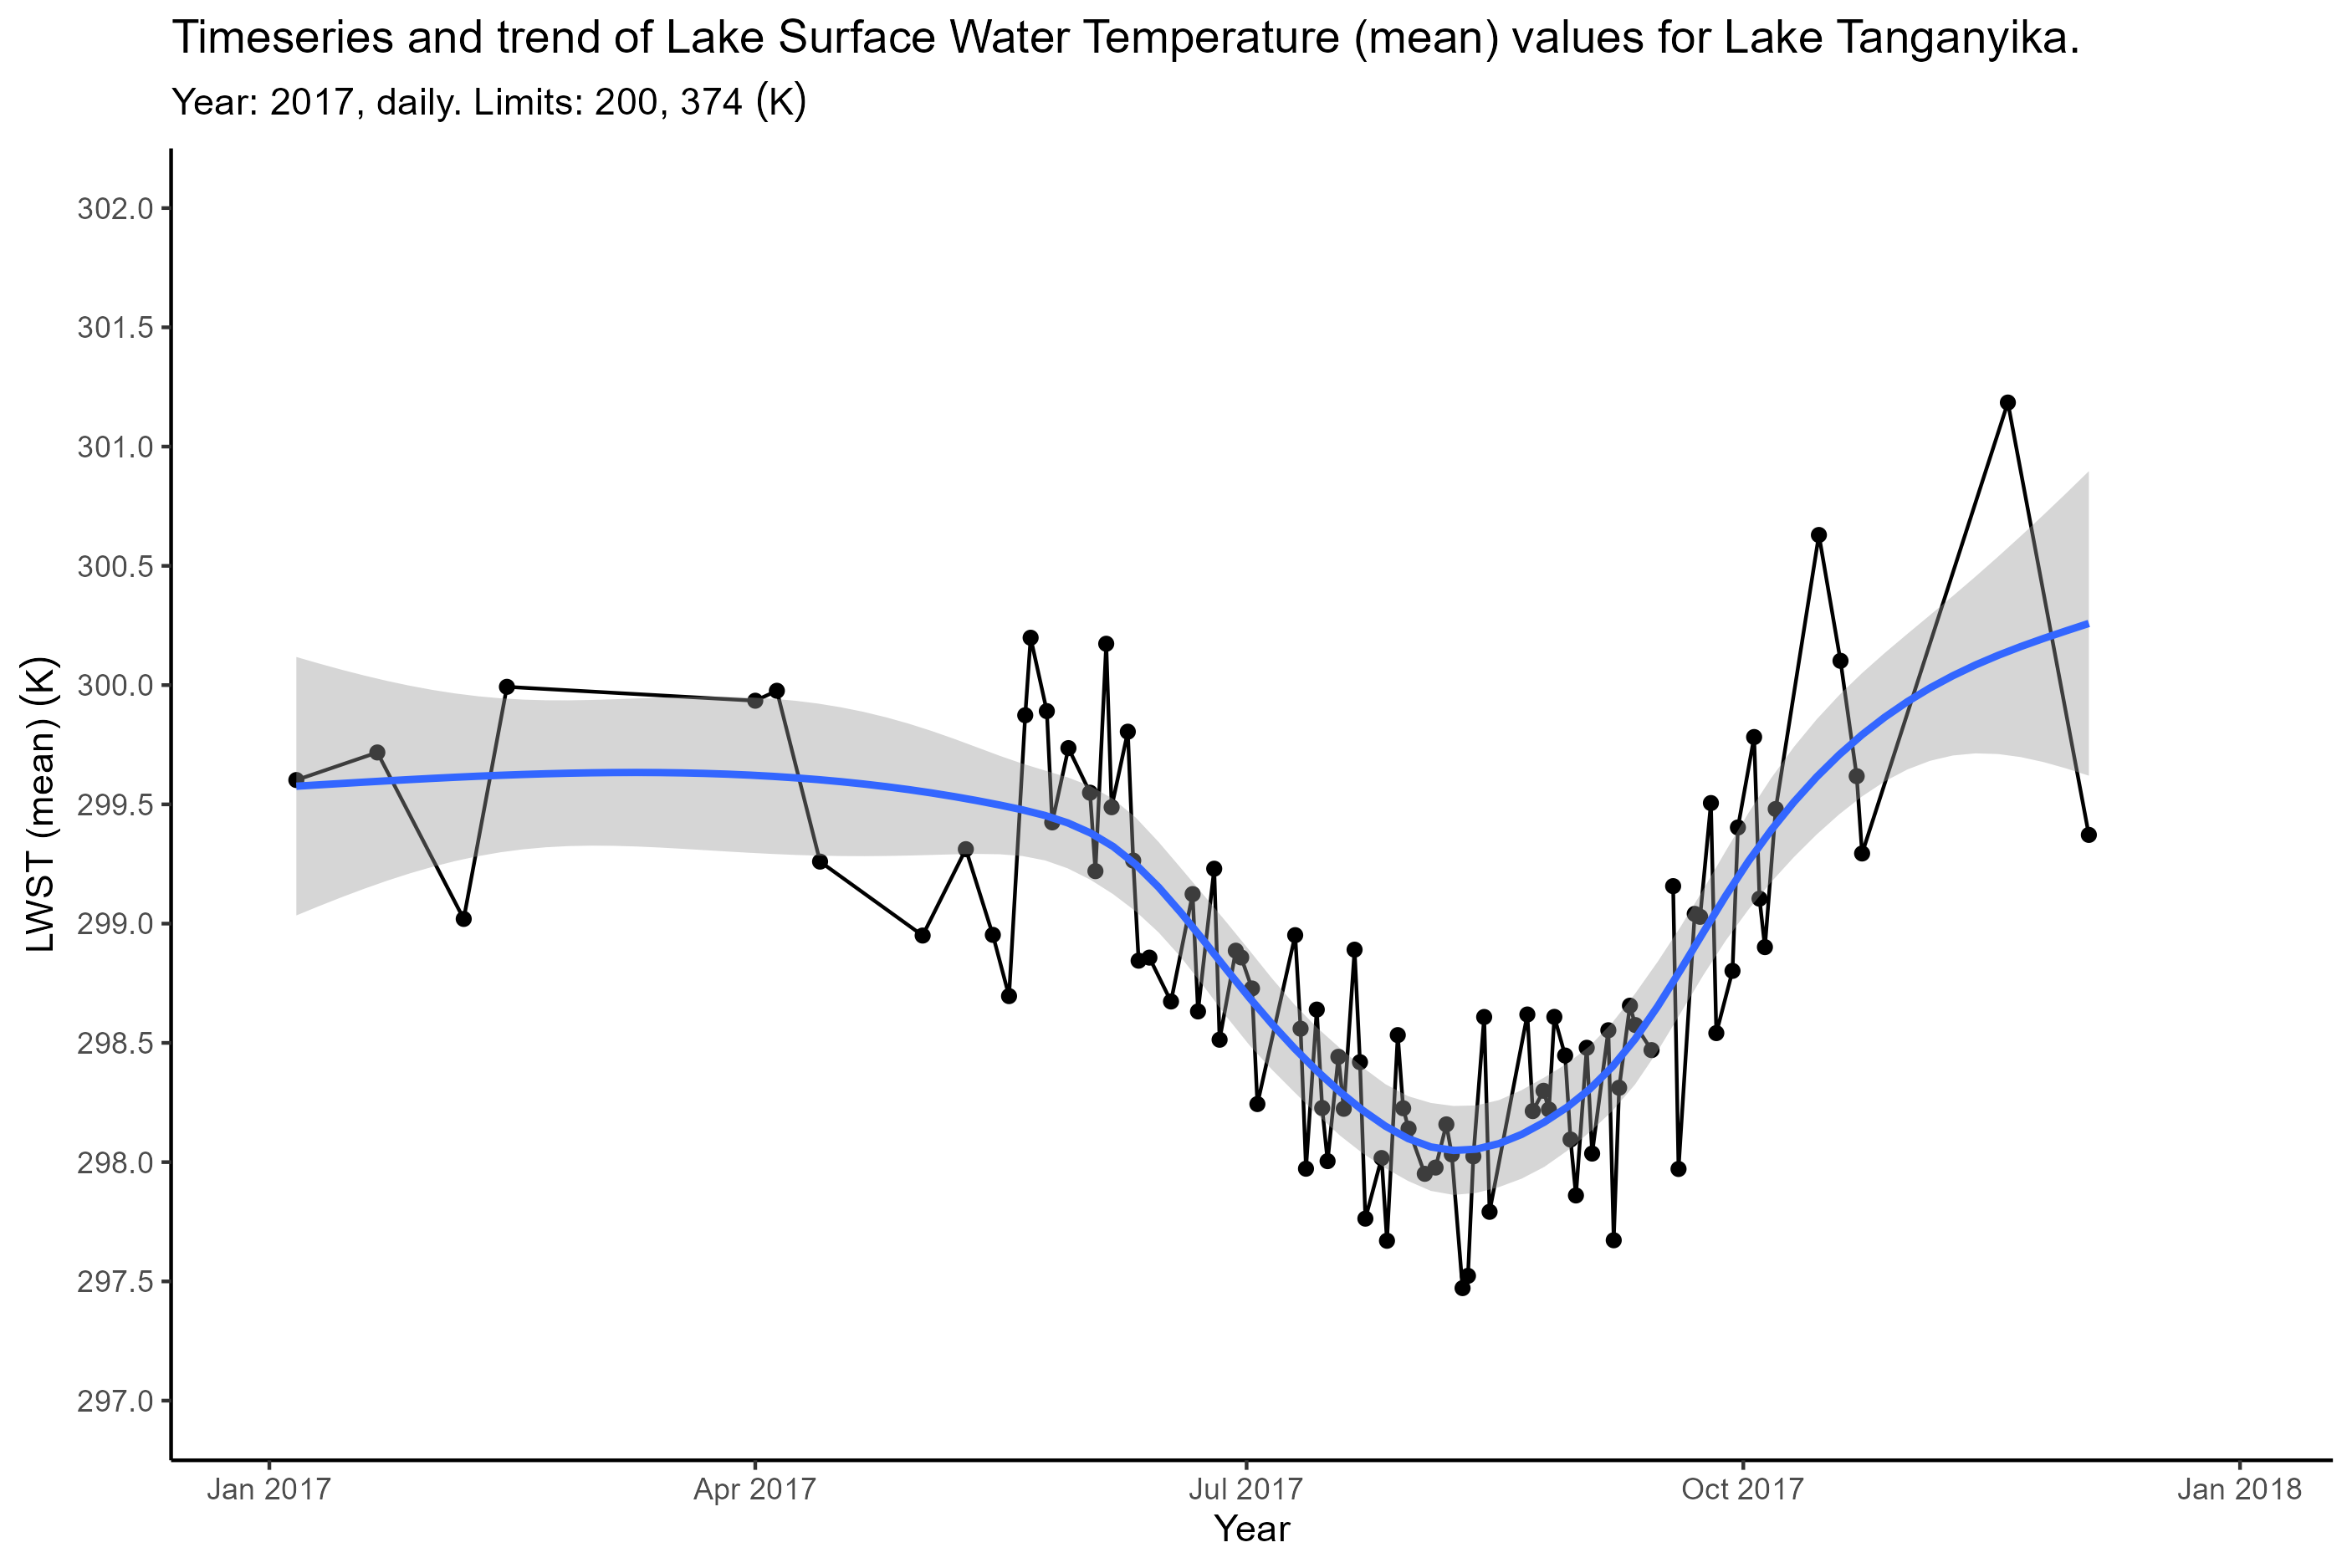 Timeseries and trend of Lake Surface Water Temperature (mean) values for Lake Tanganyika.
Year: 2017, daily. Limits: 200, 374 (K)
302.0
301.5
301.0
300.5
300.0
299.5
299.0
298.5
298.0
297.5
297.0
LWST (mean) (K)
Jan 2017
Apr 2017
Jul 2017
Oct 2017
Jan 2018
Year